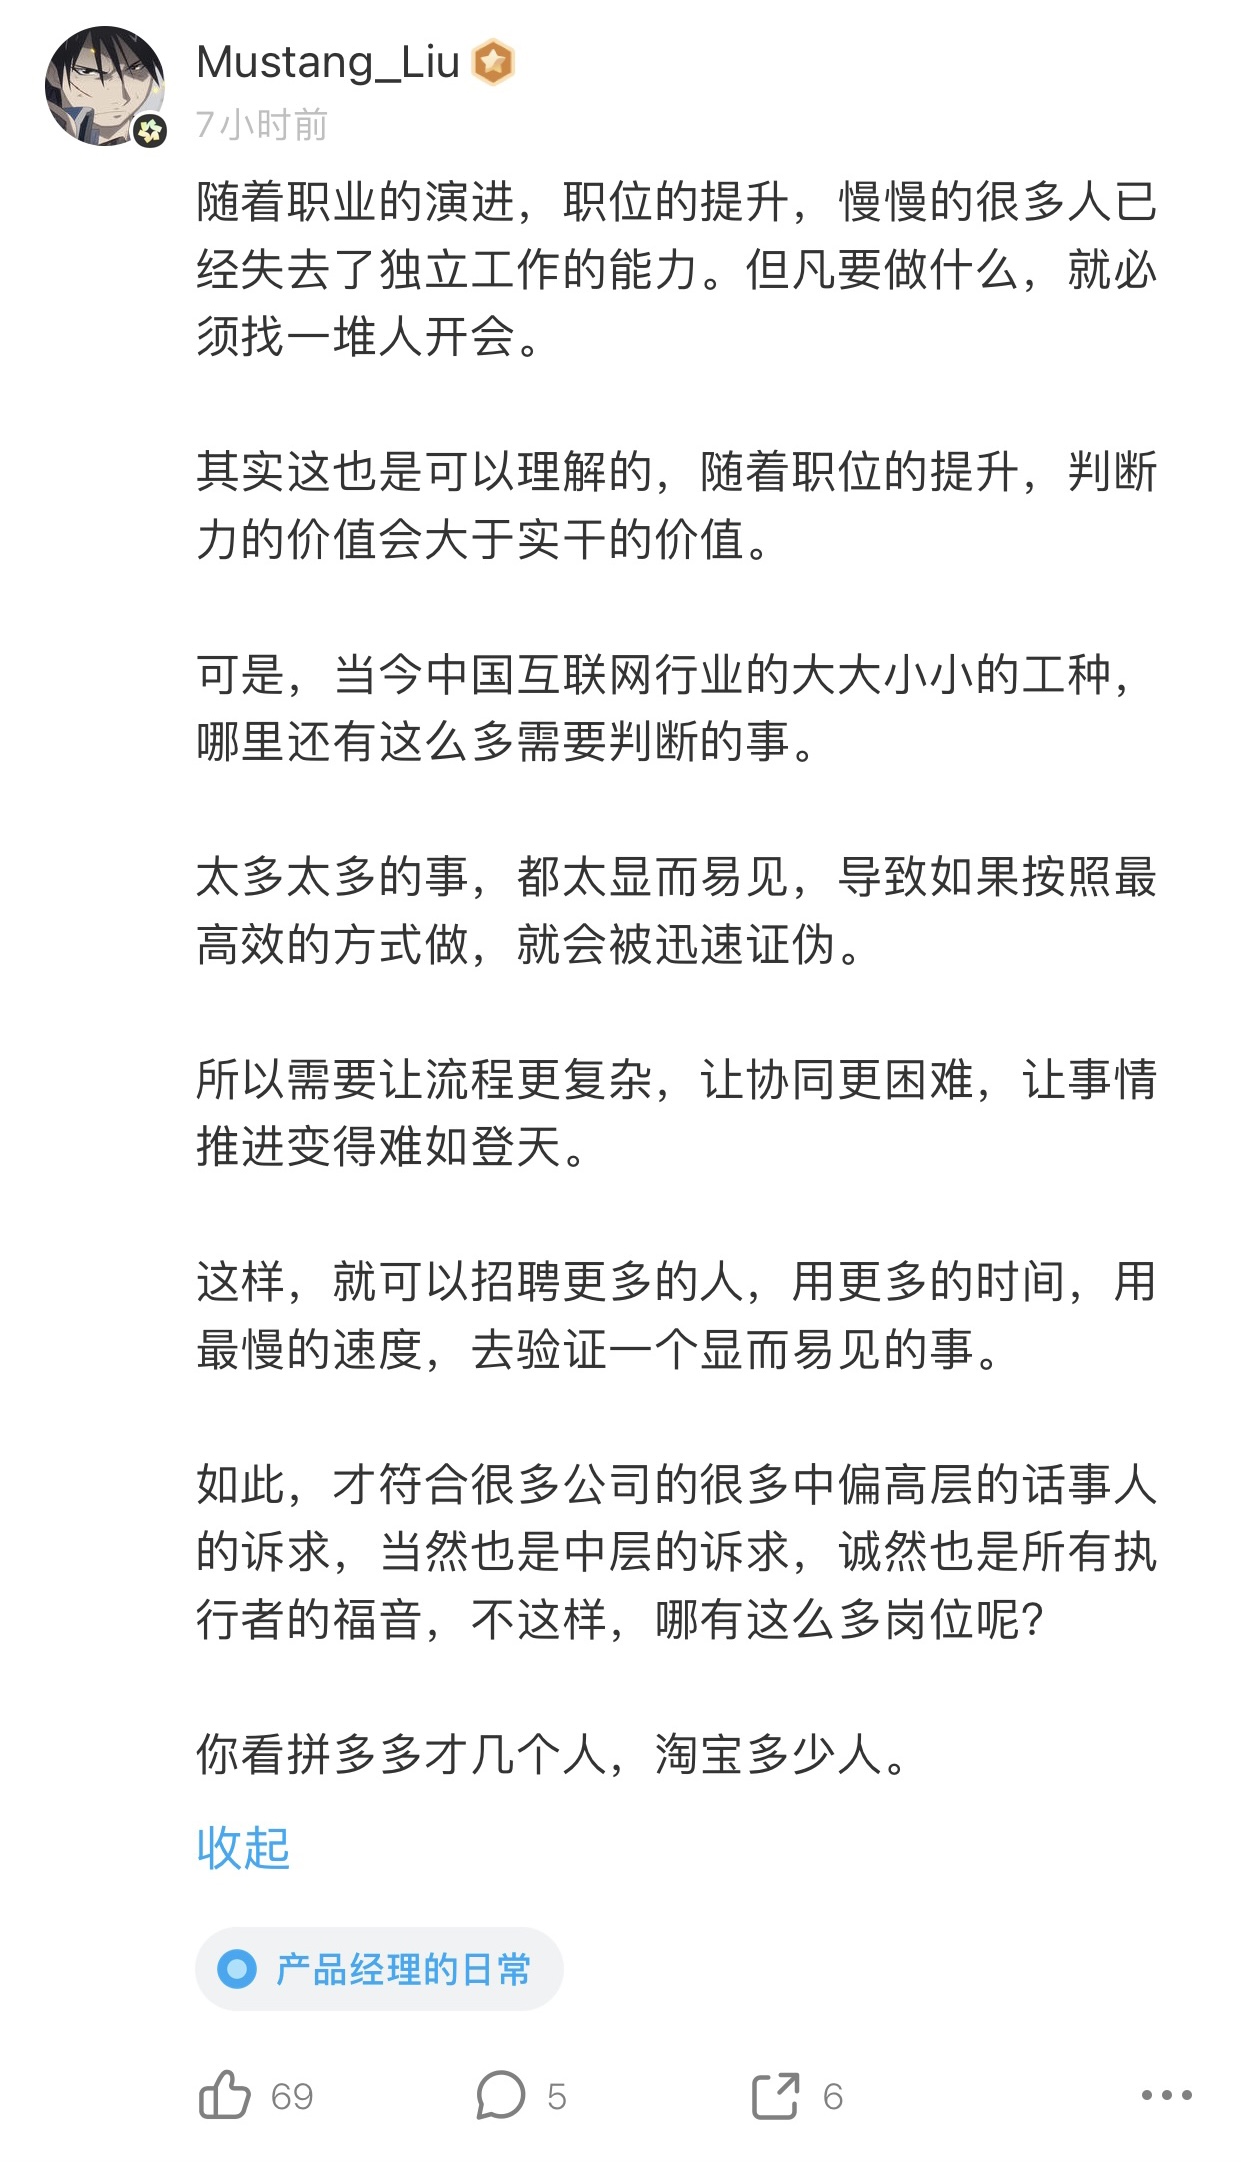 Mustang_Liu
7小时前
随着职业的演进，职位的提升，慢慢的很多人已
经失去了独立工作的能力。但凡要做什么，就必
须找一堆人开会。
其实这也是可以理解的，随着职位的提升，判断
力的价值会大于实干的价值。
可是，当今中国互联网行业的大大小小的工种，
哪里还有这么多需要判断的事。
太多太多的事，都太显而易见，导致如果按照最
高效的方式做，就会被迅速证伪。
所以需要让流程更复杂，让协同更困难，让事情
推进变得难如登天。
这样，就可以招聘更多的人，用更多的时间，用
最慢的速度，去验证一个显而易见的事。
如此，才符合很多公司的很多中偏高层的话事人
的诉求，当然也是中层的诉求，诚然也是所有执
行者的福音，不这样，哪有这么多岗位呢？
你看拼多多才几个人，淘宝多少人。
收起
产品经理的日常
69 5 6